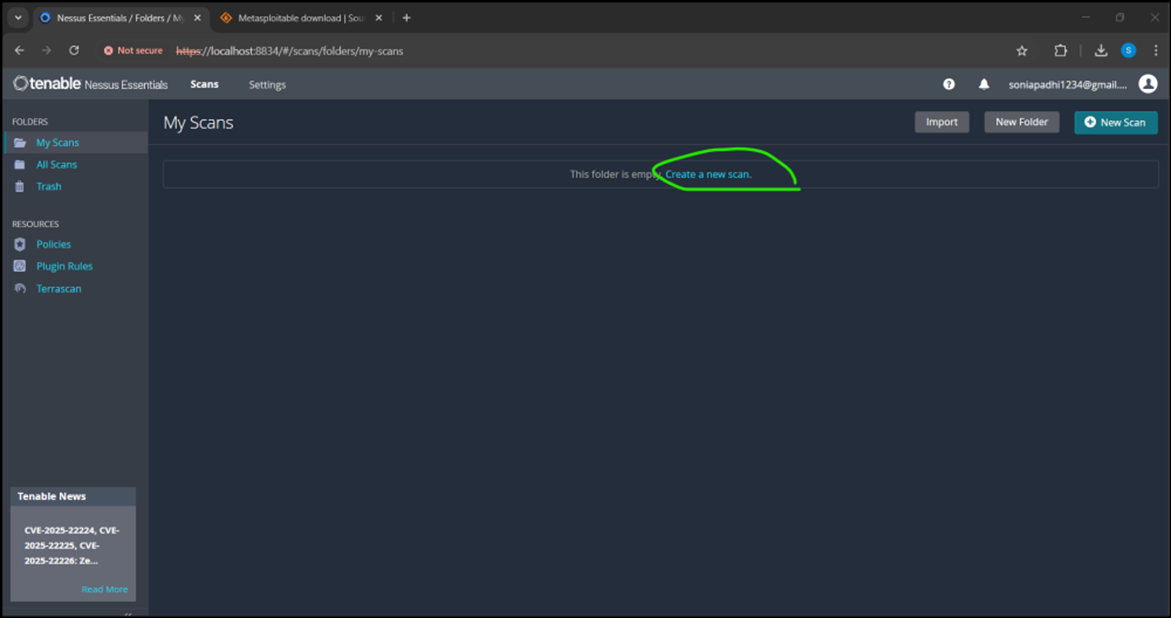 Nessus Essentials / Folders / My
Metasploitable download | Sou
Not secure https://localhost:8834/#/scans/folders/my-scans
S
tenable Nessus Essentials Scans Settings
? soniapadhi1234@gmail....
FOLDERS
My Scans
All Scans
Trash
RESOURCES
Policies
Plugin Rules
Terrascan
My Scans
Import New Folder New Scan
This folder is empty. Create a new scan.
Tenable News
CVE-2025-22224, CVE-
2025-22225, CVE-
2025-22226: Ze...
Read More